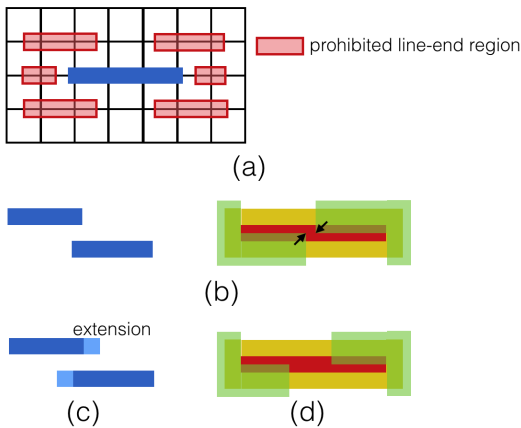 prohibited line-end region
(a)
(b)
extension
(c)
(d)